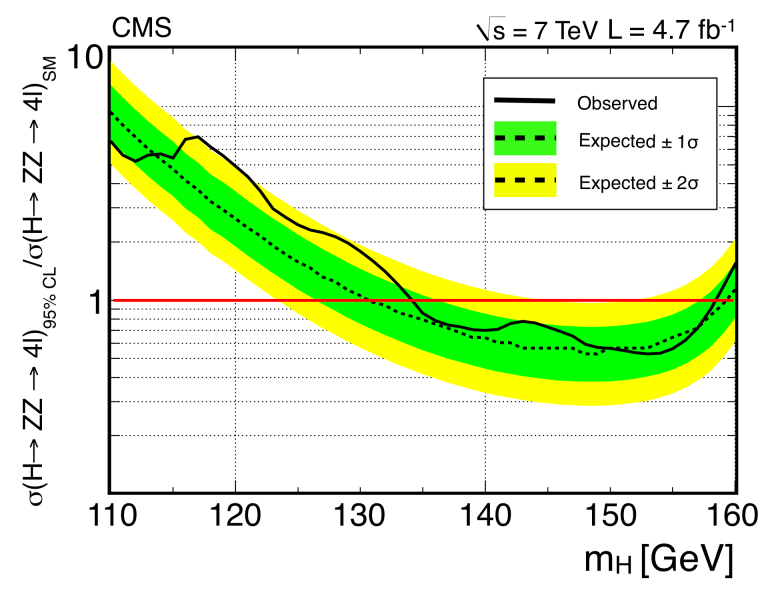 CMS
√s = 7 TeV L = 4.7 fb⁻¹
σ(H→ ZZ → 4l)95% CL/σ(H→ ZZ → 4l)SM
10
1
Observed
Expected ± 1σ
Expected ± 2σ
110 120 130 140 150 160
mH [GeV]